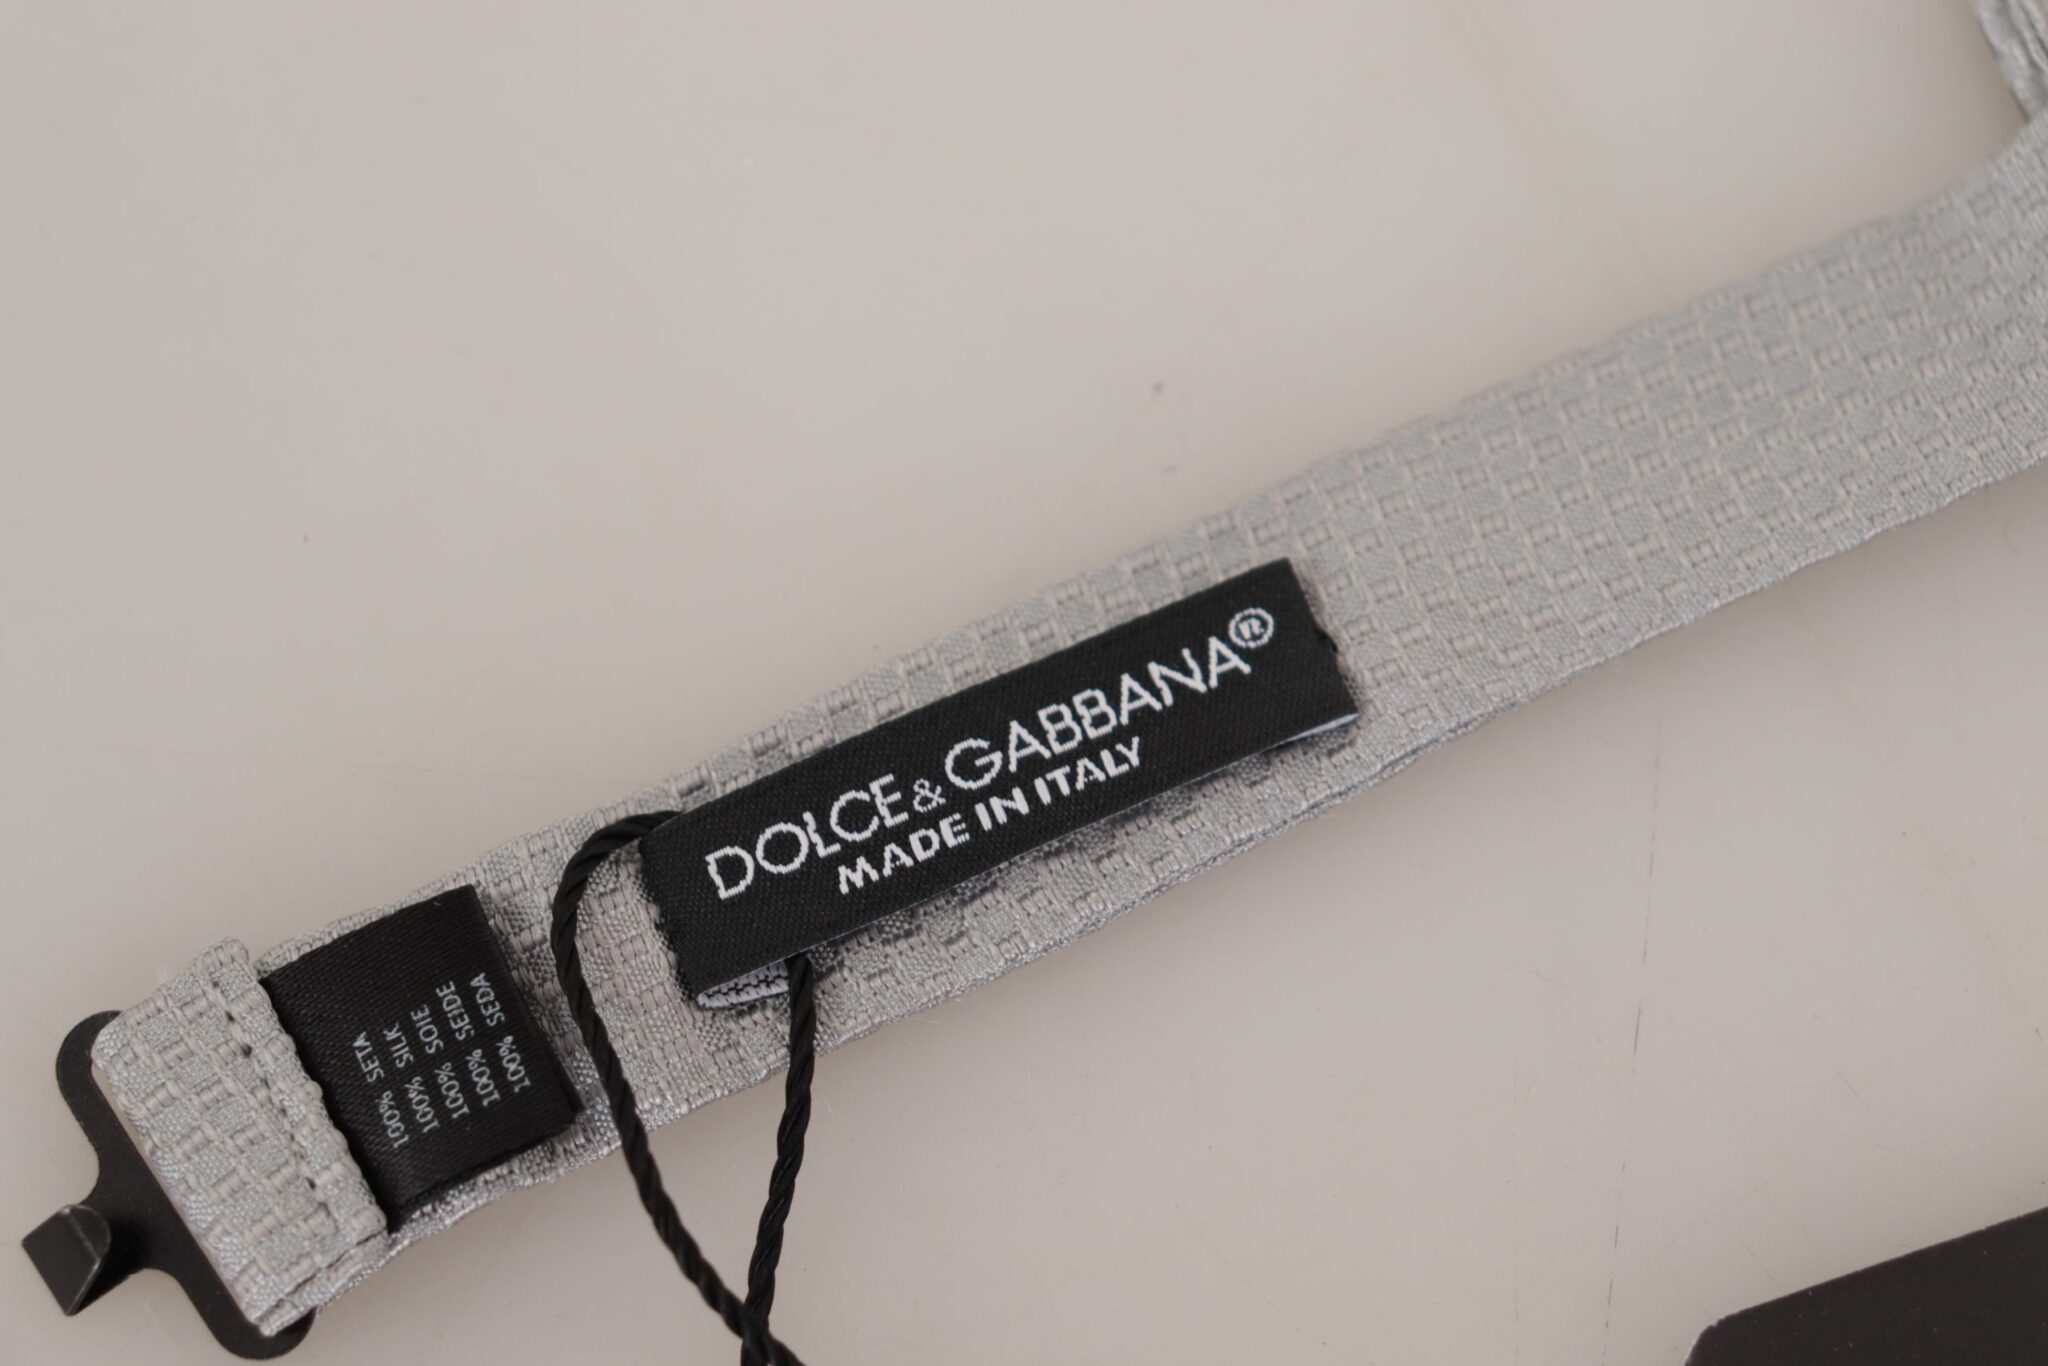 DOLCE & GABBANA®
MADE IN ITALY
100% SETA
100% SILK
100% SOIE
100% SEIDE
100% SEDA